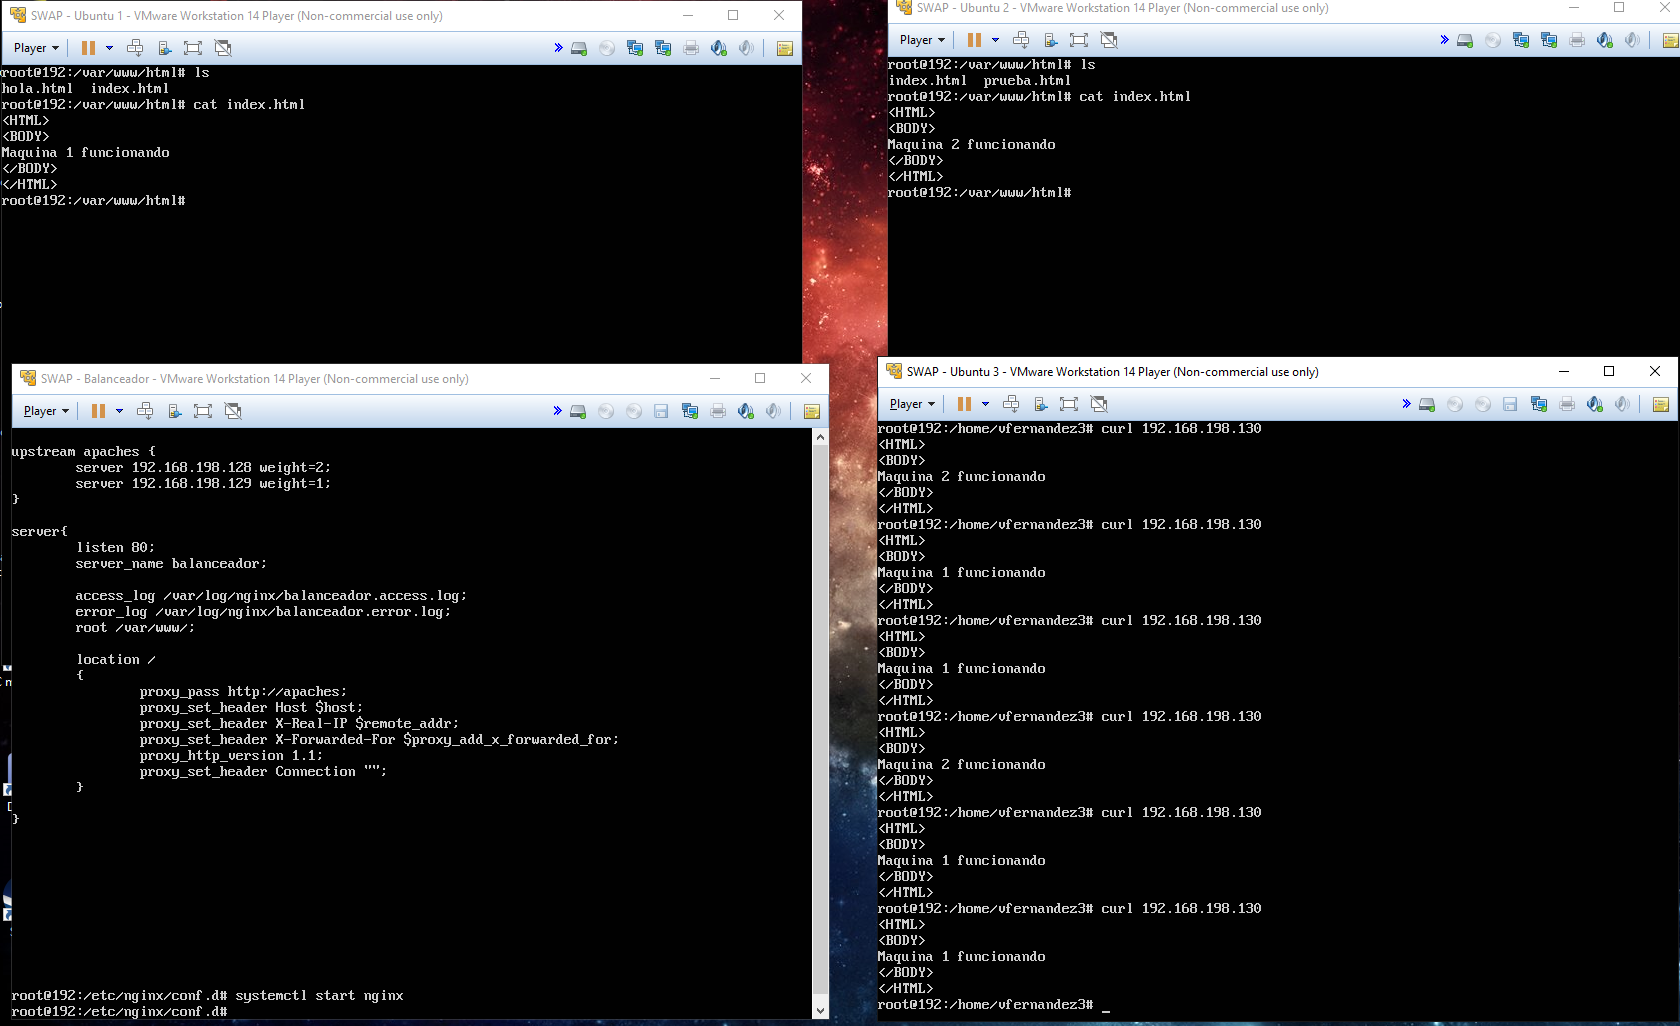 SWAP - Ubuntu 1 - VMware Workstation 14 Player (Non-commercial use only)
Player
root@192:/var/www/html# ls
hola.html  index.html
root@192:/var/www/html# cat index.html
<HTML>
<BODY>
Maquina 1 funcionando
</BODY>
</HTML>
root@192:/var/www/html#
SWAP - Ubuntu 2 - VMware Workstation 14 Player (Non-commercial use only)
Player
root@192:/var/www/html# ls
index.html  prueba.html
root@192:/var/www/html# cat index.html
<HTML>
<BODY>
Maquina 2 funcionando
</BODY>
</HTML>
root@192:/var/www/html#
SWAP - Balanceador - VMware Workstation 14 Player (Non-commercial use only)
Player
upstream apaches {
        server 192.168.198.128 weight=2;
        server 192.168.198.129 weight=1;
}
server{
        listen 80;
        server_name balanceador;
        access_log /var/log/nginx/balanceador.access.log;
        error_log /var/log/nginx/balanceador.error.log;
        root /var/www/;
        location /
        {
                proxy_pass http://apaches;
                proxy_set_header Host $host;
                proxy_set_header X-Real-IP $remote_addr;
                proxy_set_header X-Forwarded-For $proxy_add_x_forwarded_for;
                proxy_http_version 1.1;
                proxy_set_header Connection "";
        }
}
root@192:/etc/nginx/conf.d# systemctl start nginx
root@192:/etc/nginx/conf.d#
SWAP - Ubuntu 3 - VMware Workstation 14 Player (Non-commercial use only)
Player
root@192:/home/vfernandez3# curl 192.168.198.130
<HTML>
<BODY>
Maquina 2 funcionando
</BODY>
</HTML>
root@192:/home/vfernandez3# curl 192.168.198.130
<HTML>
<BODY>
Maquina 1 funcionando
</BODY>
</HTML>
root@192:/home/vfernandez3# curl 192.168.198.130
<HTML>
<BODY>
Maquina 1 funcionando
</BODY>
</HTML>
root@192:/home/vfernandez3# curl 192.168.198.130
<HTML>
<BODY>
Maquina 2 funcionando
</BODY>
</HTML>
root@192:/home/vfernandez3# curl 192.168.198.130
<HTML>
<BODY>
Maquina 1 funcionando
</BODY>
</HTML>
root@192:/home/vfernandez3# curl 192.168.198.130
<HTML>
<BODY>
Maquina 1 funcionando
</BODY>
</HTML>
root@192:/home/vfernandez3# _